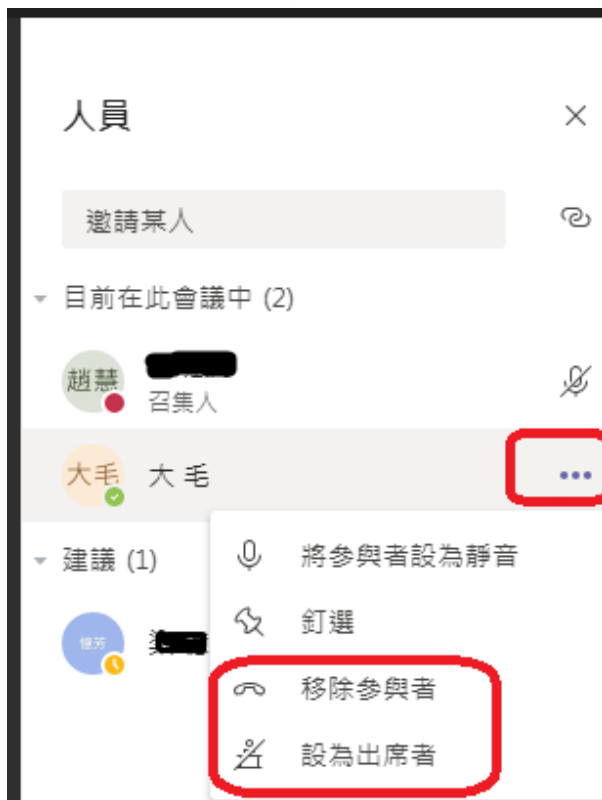 人員
邀請某人
目前在此會議中 (2)
趙慧
召集人
大毛
大 毛
建議 (1)
將參與者設為靜音
釘選
移除參與者
設為出席者